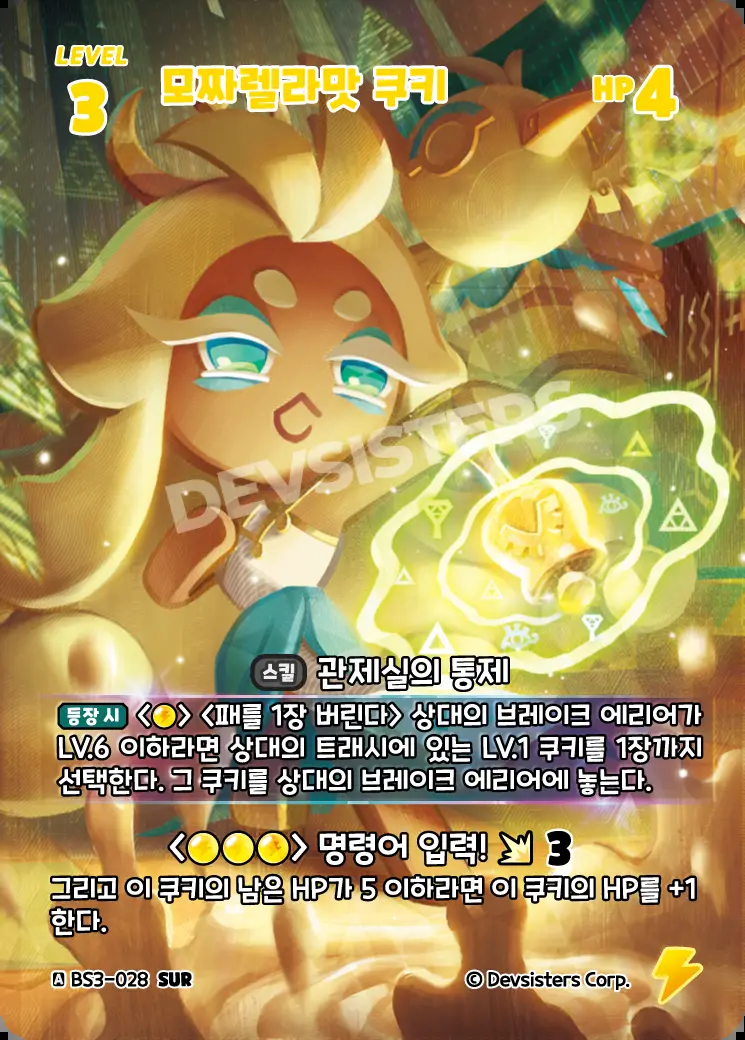 LEVEL
3
모짜렐라맛 쿠키
HP 4
DEVSISTERS
스킬 관제실의 통제
등장 시 < > <패를 1장 버린다> 상대의 브레이크 에리어가
LV.6 이하라면 상대의 트래시에 있는 LV.1 쿠키를 1장까지
선택한다. 그 쿠키를 상대의 브레이크 에리어에 놓는다.
< > 명령어 입력! 3
그리고 이 쿠키의 남은 HP가 5 이하라면 이 쿠키의 HP를 +1
한다.
A BS3-028 SUR
© Devsisters Corp.